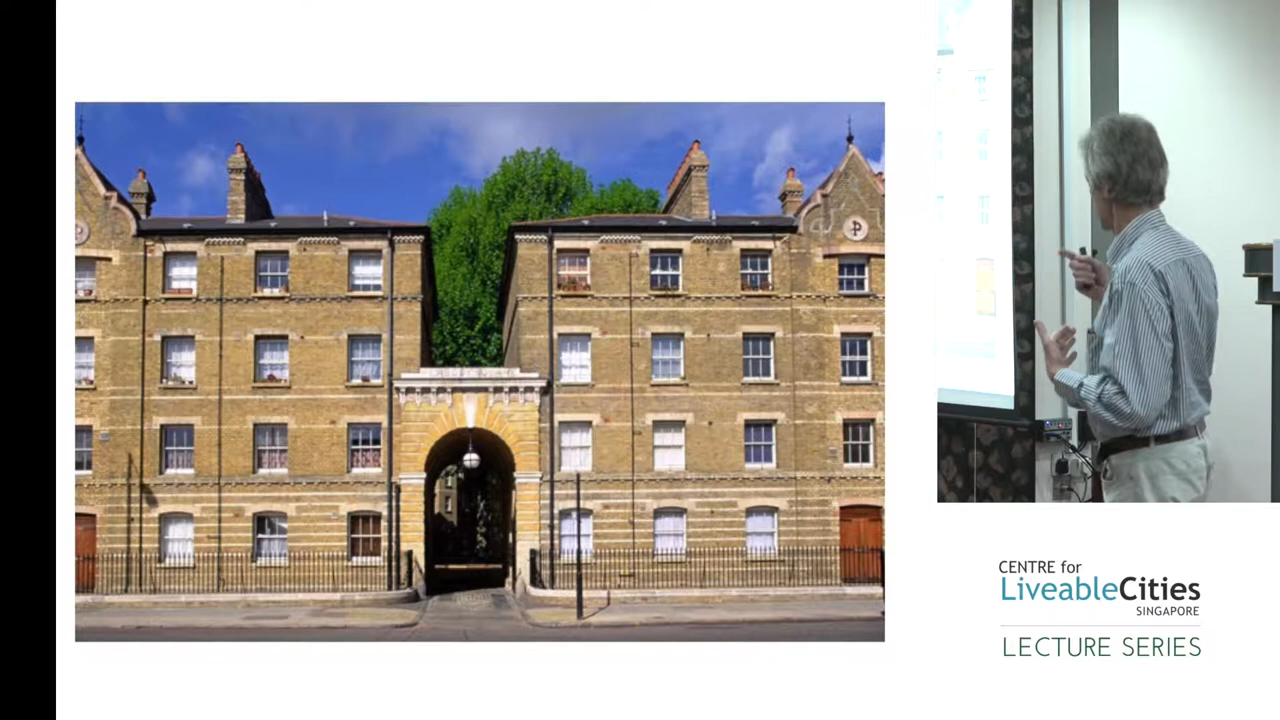 P
CENTRE for
LiveableCities
SINGAPORE
LECTURE SERIES